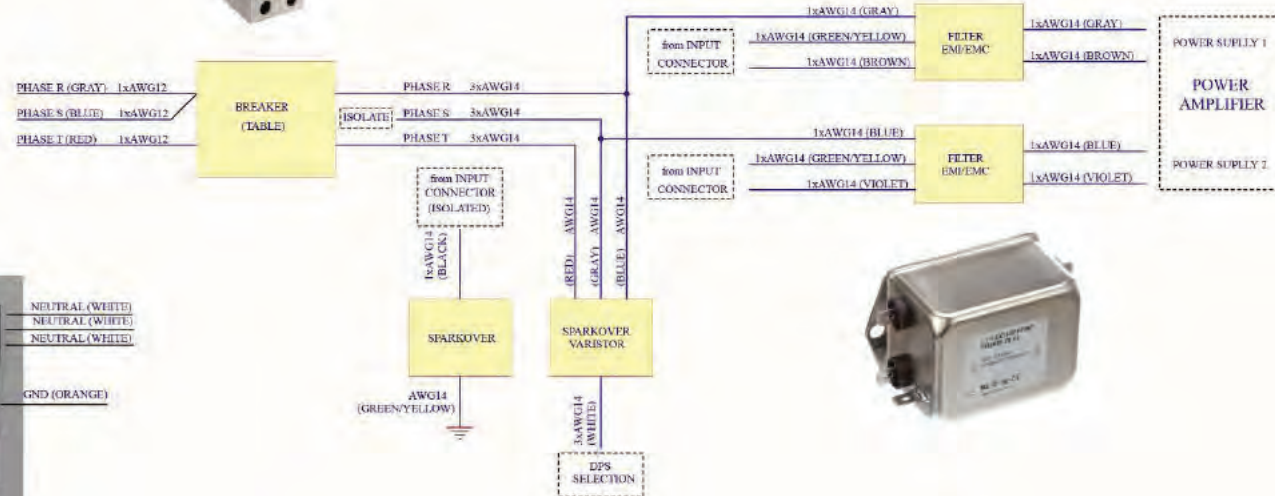 1xAWG14 (GRAY)
from INPUT
CONNECTOR
1xAWG14 (GREEN/YELLOW)
1xAWG14 (BROWN)
FILTER
EMI/EMC
1xAWG14 (GRAY)
1xAWG14 (BROWN)
POWER SUPLLY 1
POWER
AMPLIFIER
POWER SUPLLY 2
PHASE R (GRAY) 1xAWG12
PHASE S (BLUE) 1xAWG12
PHASE T (RED) 1xAWG12
BREAKER
(TABLE)
PHASE R 3xAWG14
ISOLATE PHASE S 3xAWG14
PHASE T 3xAWG14
1xAWG14 (BLUE)
from INPUT
CONNECTOR
1xAWG14 (GREEN/YELLOW)
1xAWG14 (VIOLET)
FILTER
EMI/EMC
1xAWG14 (BLUE)
1xAWG14 (VIOLET)
from INPUT
CONNECTOR
(ISOLATED)
1xAWG14
(BLACK)
(RED) AWG14
(GRAY) AWG14
(BLUE) AWG14
NEUTRAL (WHITE)
NEUTRAL (WHITE)
NEUTRAL (WHITE)
GND (ORANGE)
SPARKOVER
SPARKOVER
VARISTOR
AWG14
(GREEN/YELLOW)
3xAWG14
(WHITE)
DPS
SELECTION